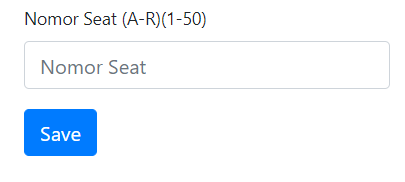 Nomor Seat (A-R)(1-50)
Nomor Seat
Save